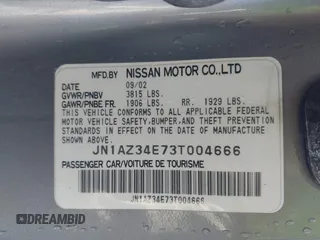 MFD.BY NISSAN MOTOR CO.,LTD
DATE 09/02
GVWR/PNBV 3815 LBS.
GAWR/PNBE FR. 1906 LBS. RR. 1929 LBS.
THIS VEHICLE CONFORMS TO ALL APPLICABLE FEDERAL
MOTOR VEHICLE SAFETY,BUMPER,AND THEFT
PREVENTION STANDARDS IN EFFECT ON THE DATE OF
MANUFACTURE SHOWN ABOVE.
JN1AZ34E73T004666
PASSENGER CAR/VOITURE DE TOURISME
JN1AZ34E73T004666
DREAMBID